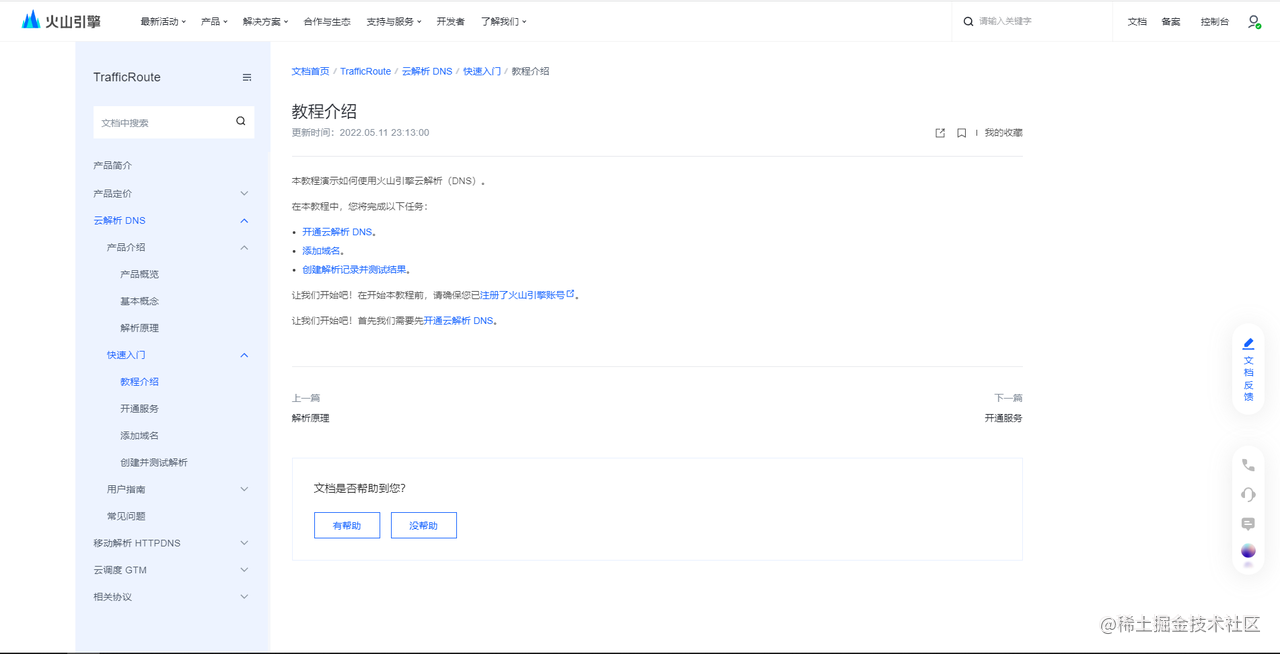 火山引擎
最新活动 产品 解决方案 合作与生态 支持与服务 开发者 了解我们
请输入关键字
文档 备案 控制台
TrafficRoute
文档中搜索
产品简介
产品定价
云解析 DNS
产品介绍
产品概览
基本概念
解析原理
快速入门
教程介绍
开通服务
添加域名
创建并测试解析
用户指南
常见问题
移动解析 HTTPDNS
云调度 GTM
相关协议
文档首页 / TrafficRoute / 云解析 DNS / 快速入门 / 教程介绍
教程介绍
更新时间：2022.05.11 23:13:00
我的收藏
本教程演示如何使用火山引擎云解析（DNS）。
在本教程中，您将完成以下任务：
• 开通云解析 DNS。
• 添加域名。
• 创建解析记录并测试结果。
让我们开始吧！在开始本教程前，请确保您已注册了火山引擎账号。
让我们开始吧！首先我们需要先开通云解析 DNS。
上一篇
解析原理
下一篇
开通服务
文档是否帮助到您？
有帮助 没帮助
文档反馈
@稀土掘金技术社区